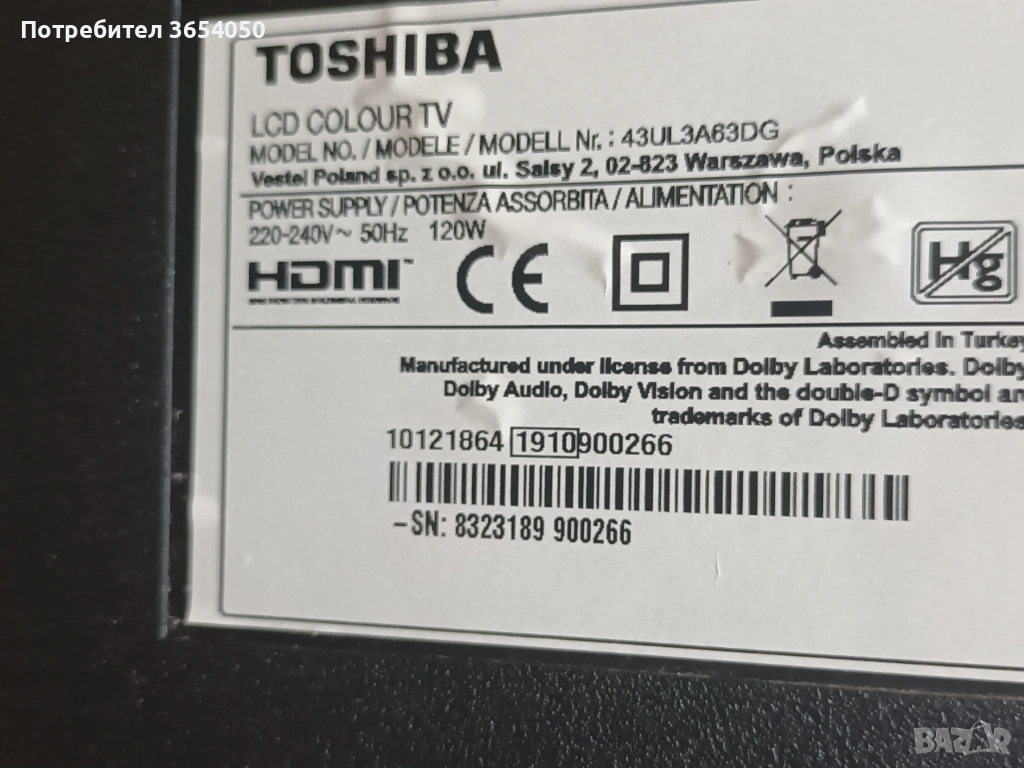 Потребител 3654050
TOSHIBA
LCD COLOUR TV
MODEL NO. / MODELE / MODELL Nr. : 43UL3A63DG
Vestel Poland sp. z o.o. ul. Salsy 2, 02-823 Warszawa, Polska
POWER SUPPLY / POTENZA ASSORBITA / ALIMENTATION :
220-240V~ 50Hz 120W
HDMI™
CE
Hg
Assembled In Turkey
Manufactured under license from Dolby Laboratories. Dolby
Dolby Audio, Dolby Vision and the double-D symbol an
trademarks of Dolby Laboratories
10121864 1910900266
-SN: 8323189 900266
BAZAR